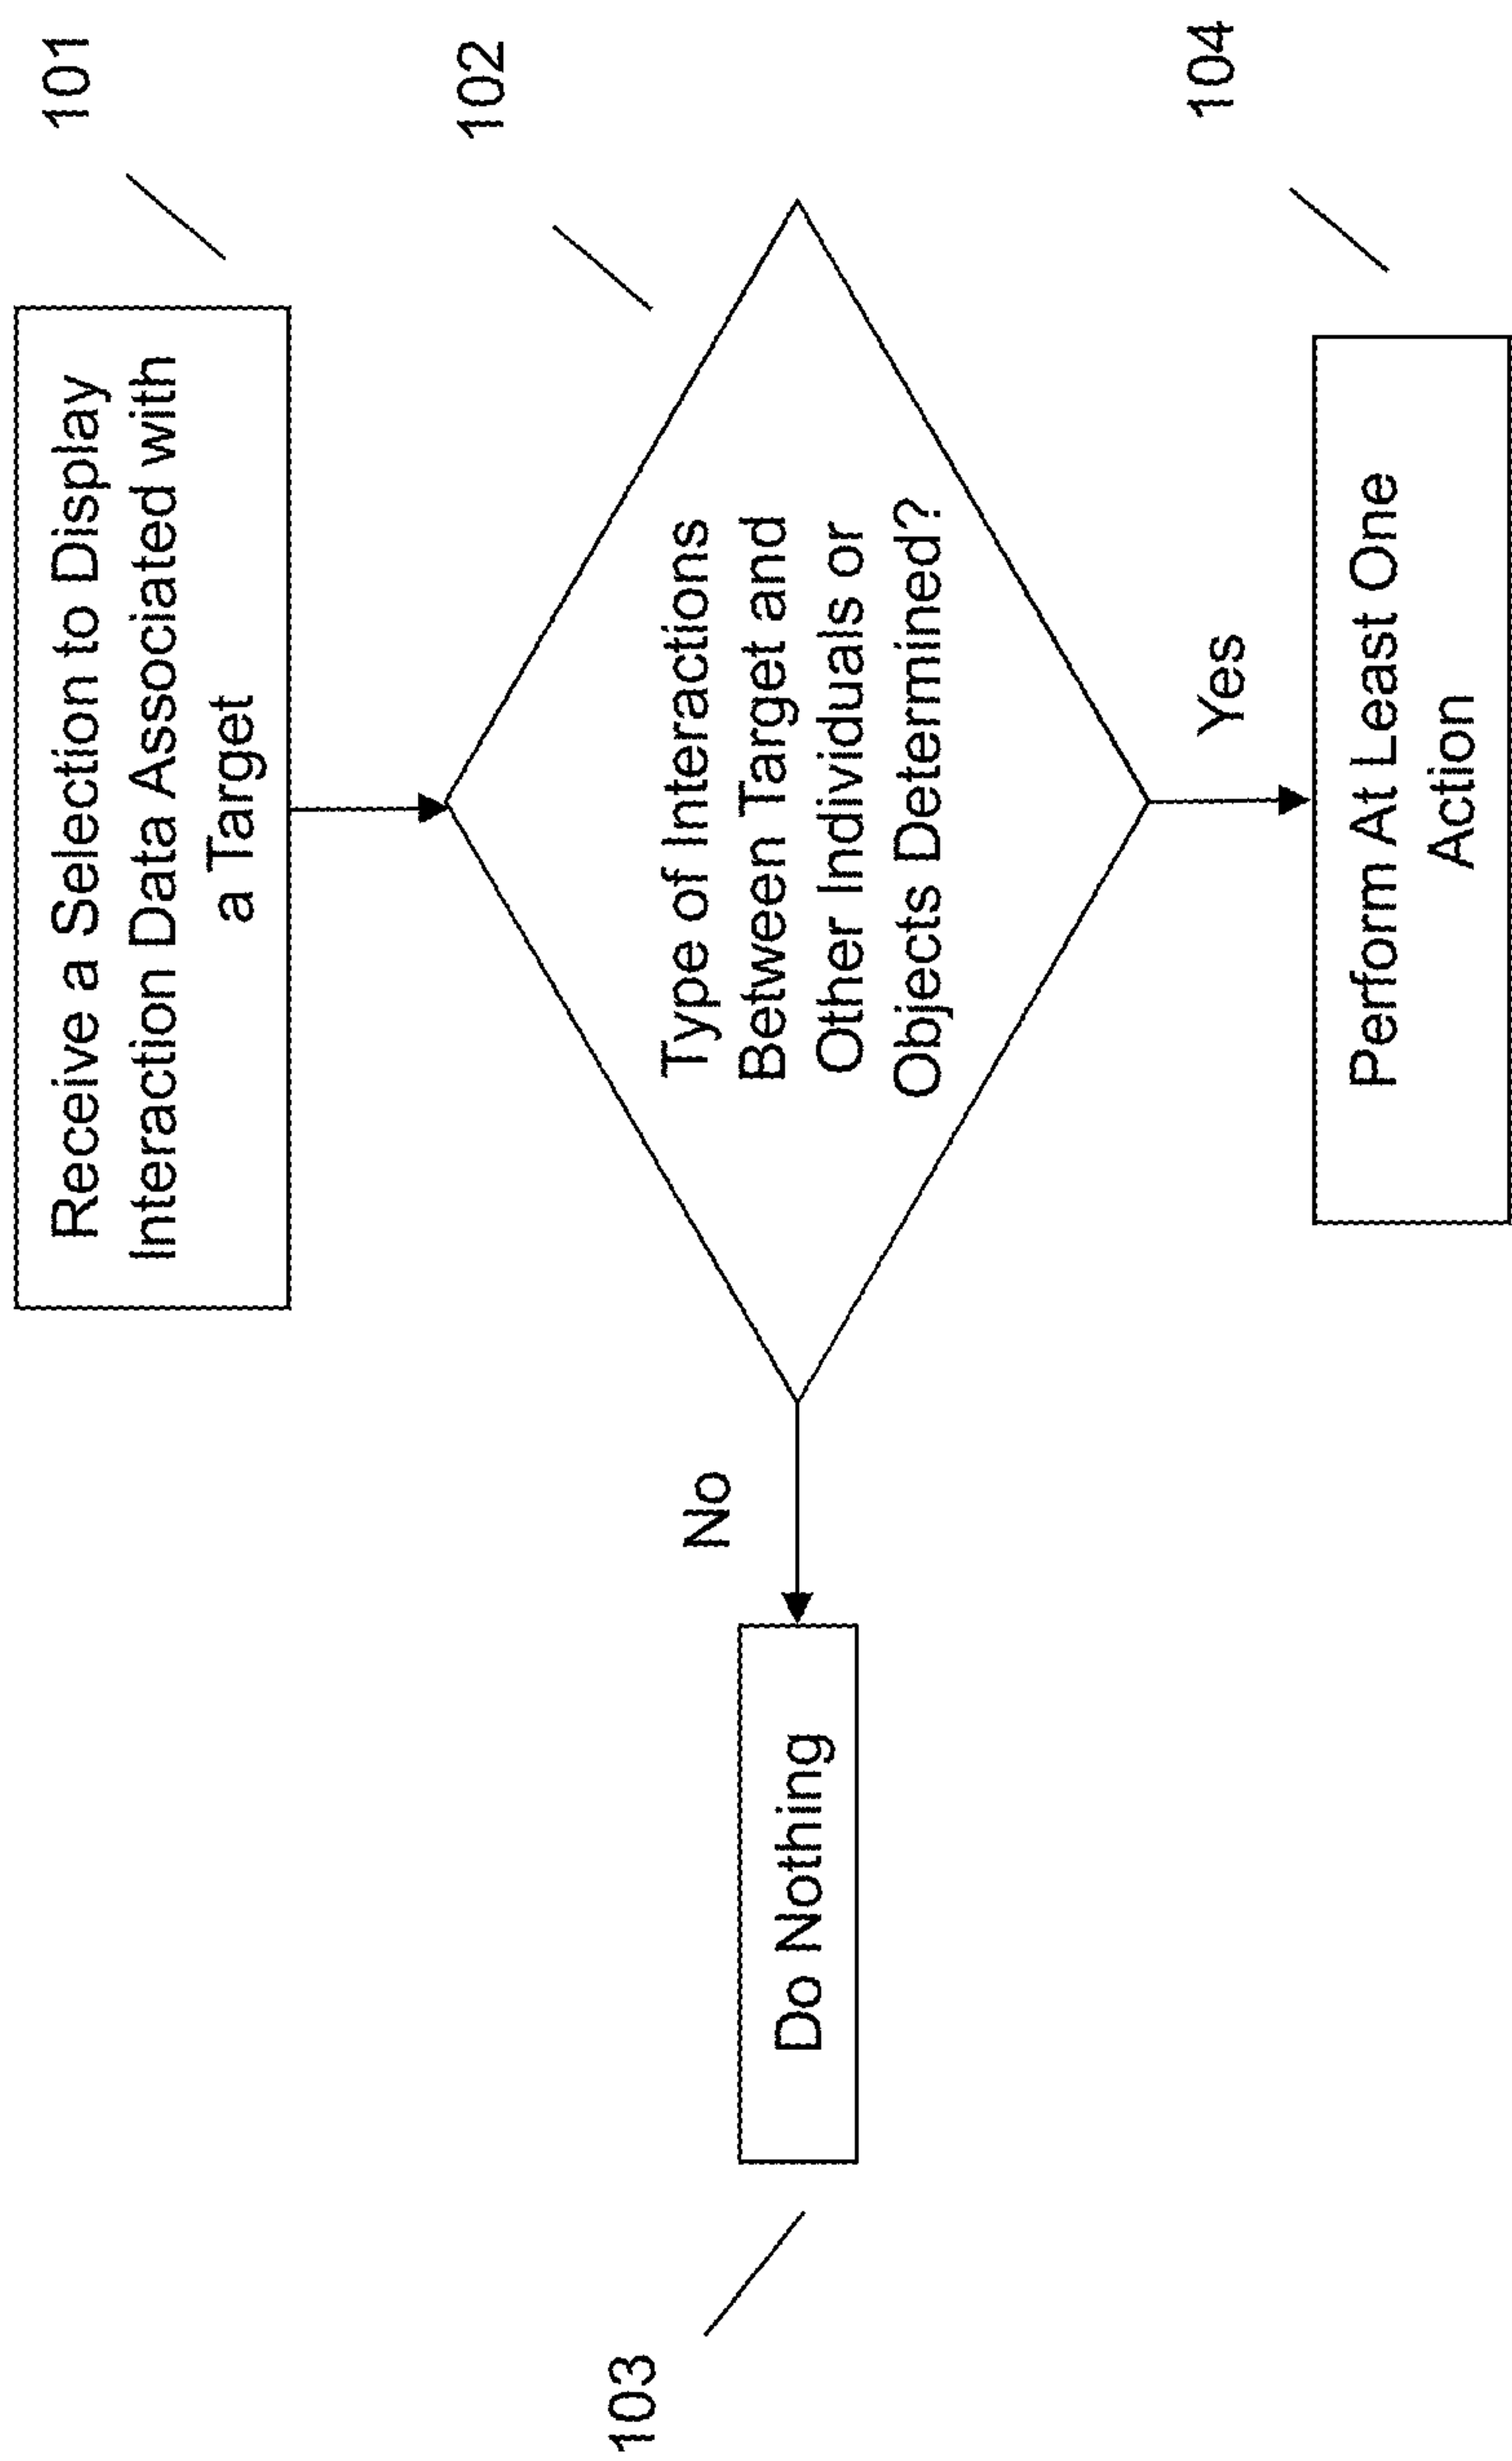 101
Receive a Selection to Display
Interaction Data Associated with
a Target
102
Type of Interactions
Between Target and
Other Individuals or
Objects Determined?
No
103
Do Nothing
Yes
104
Perform At Least One
Action